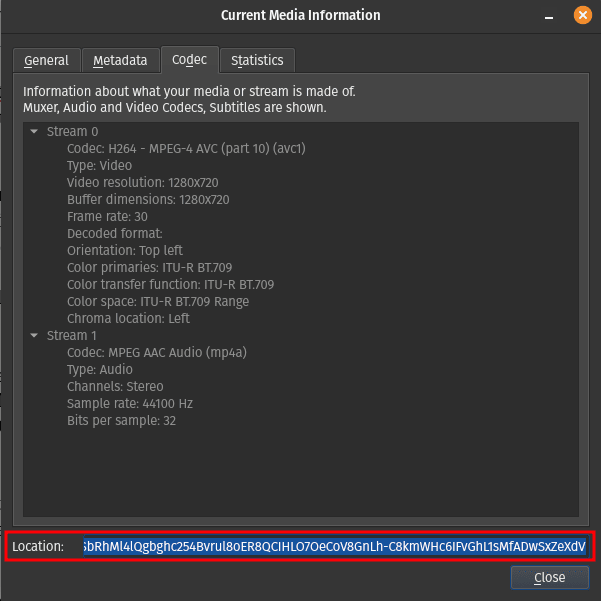 Current Media Information
General Metadata Codec Statistics
Information about what your media or stream is made of.
Muxer, Audio and Video Codecs, Subtitles are shown.
Stream 0
Codec: H264 - MPEG-4 AVC (part 10) (avc1)
Type: Video
Video resolution: 1280x720
Buffer dimensions: 1280x720
Frame rate: 30
Decoded format:
Orientation: Top left
Color primaries: ITU-R BT.709
Color transfer function: ITU-R BT.709
Color space: ITU-R BT.709 Range
Chroma location: Left
Stream 1
Codec: MPEG AAC Audio (mp4a)
Type: Audio
Channels: Stereo
Sample rate: 44100 Hz
Bits per sample: 32
Location:
Close